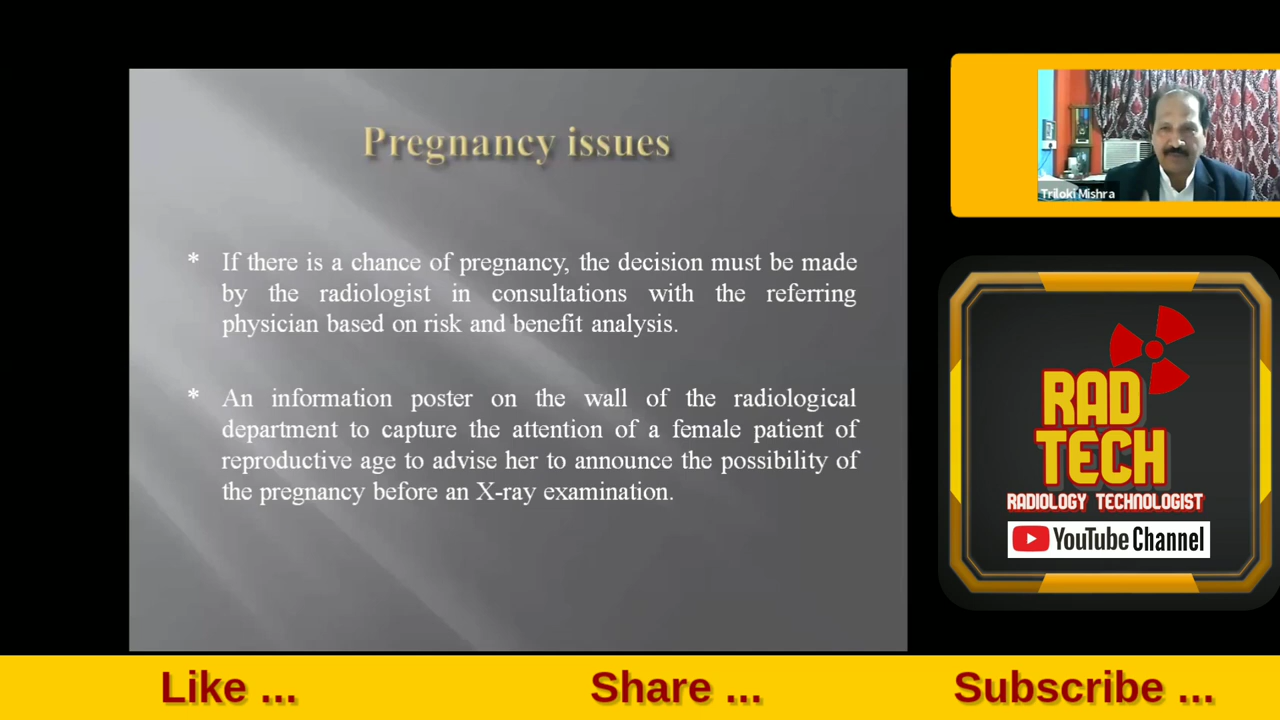 Pregnancy issues
* If there is a chance of pregnancy, the decision must be made
by the radiologist in consultations with the referring
physician based on risk and benefit analysis.
* An information poster on the wall of the radiological
department to capture the attention of a female patient of
reproductive age to advise her to announce the possibility of
the pregnancy before an X-ray examination.
Triloki Mishra
RAD
TECH
RADIOLOGY TECHNOLOGIST
YouTube Channel
Like ... Share ... Subscribe ...